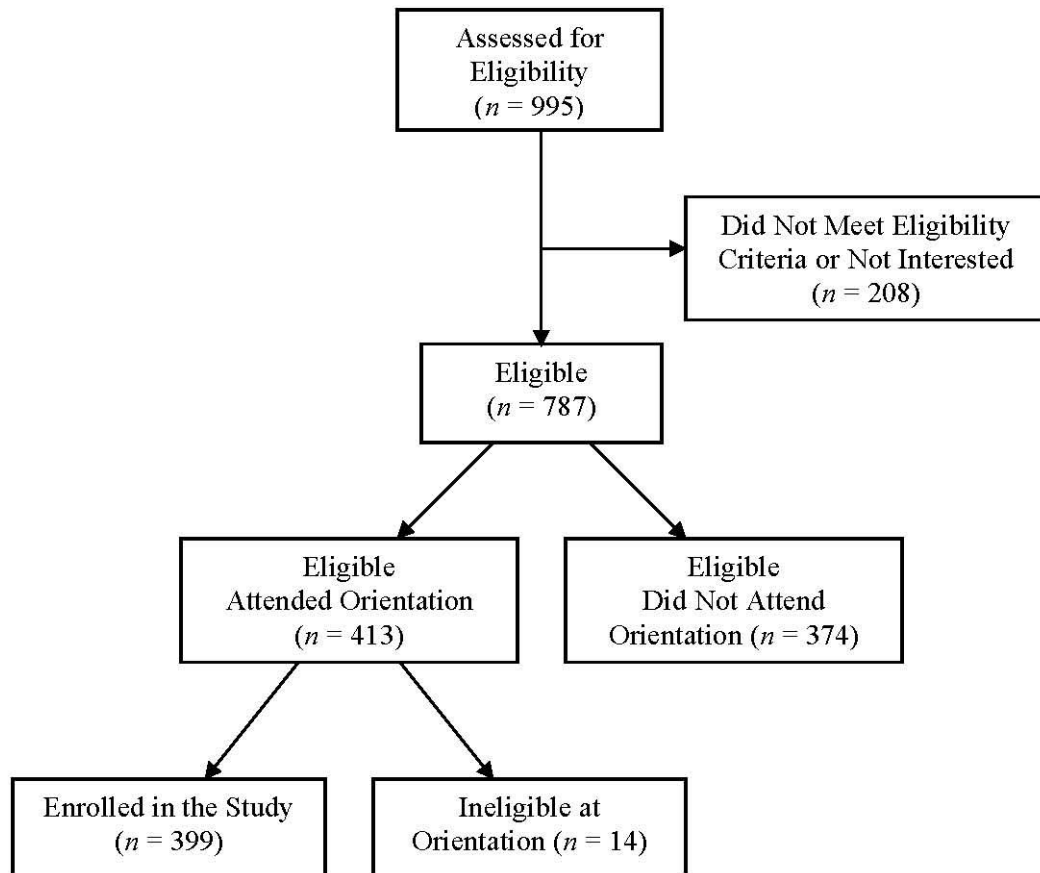 Assessed for
Eligibility
(n = 995)
Did Not Meet Eligibility
Criteria or Not Interested
(n = 208)
Eligible
(n = 787)
Eligible
Attended Orientation
(n = 413)
Eligible
Did Not Attend
Orientation (n = 374)
Enrolled in the Study
(n = 399)
Ineligible at
Orientation (n = 14)